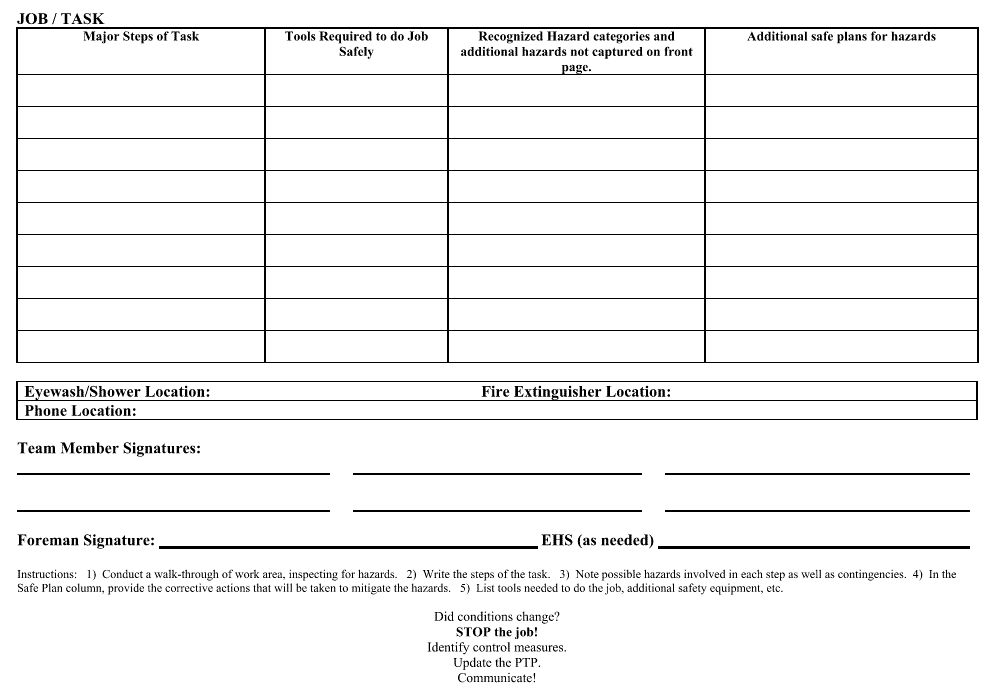 JOB / TASK
Major Steps of Task
Tools Required to do Job
Safely
Recognized Hazard categories and
additional hazards not captured on front
page.
Additional safe plans for hazards
Eyewash/Shower Location:
Fire Extinguisher Location:
Phone Location:
Team Member Signatures:
Foreman Signature:
EHS (as needed)
Instructions: 1) Conduct a walk-through of work area, inspecting for hazards. 2) Write the steps of the task. 3) Note possible hazards involved in each step as well as contingencies. 4) In the
Safe Plan column, provide the corrective actions that will be taken to mitigate the hazards. 5) List tools needed to do the job, additional safety equipment, etc.
Did conditions change?
STOP the job!
Identify control measures.
Update the PTP.
Communicate!